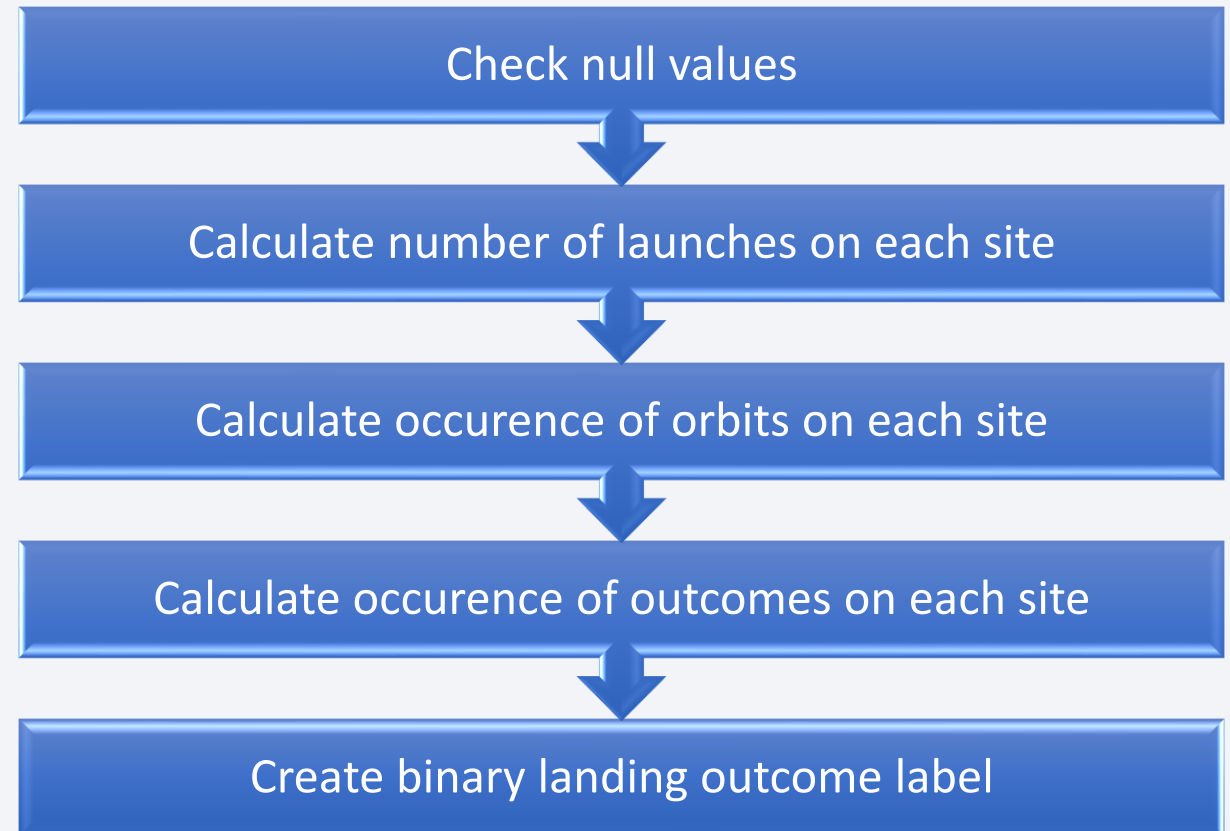 Check null values
Calculate number of launches on each site
Calculate occurence of orbits on each site
Calculate occurence of outcomes on each site
Create binary landing outcome label